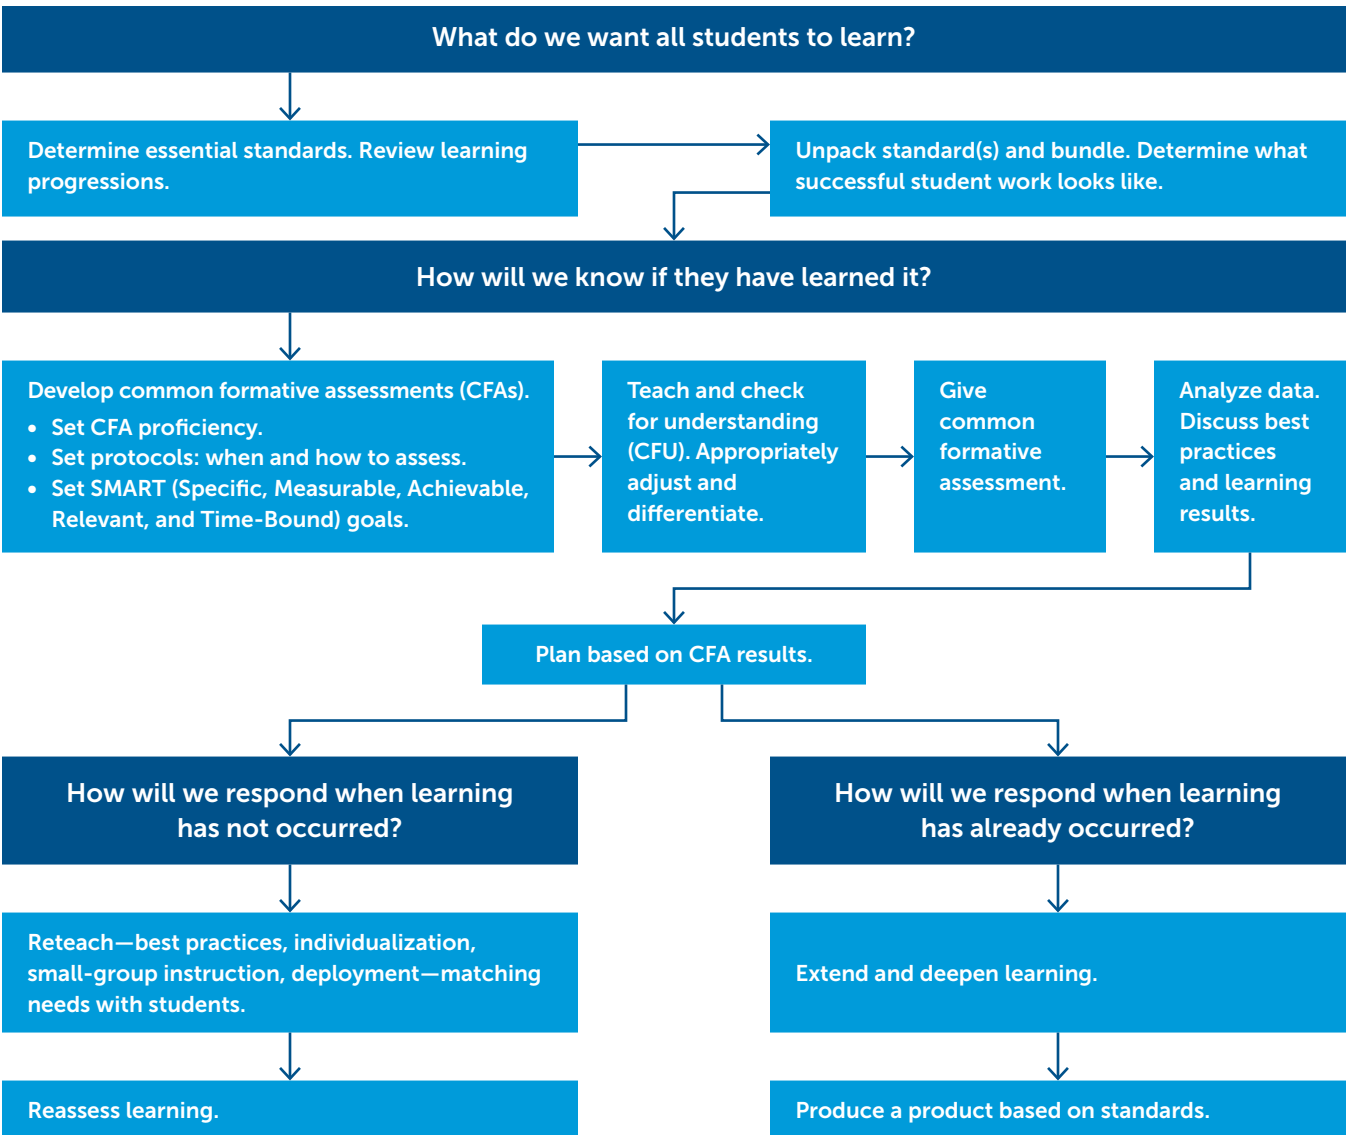 What do we want all students to learn?
Determine essential standards. Review learning
progressions.
Unpack standard(s) and bundle. Determine what
successful student work looks like.
How will we know if they have learned it?
Develop common formative assessments (CFAs).
• Set CFA proficiency.
• Set protocols: when and how to assess.
• Set SMART (Specific, Measurable, Achievable,
Relevant, and Time-Bound) goals.
Teach and check
for understanding
(CFU). Appropriately
adjust and
differentiate.
Give
common
formative
assessment.
Analyze data.
Discuss best
practices
and learning
results.
Plan based on CFA results.
How will we respond when learning
has not occurred?
Reteach—best practices, individualization,
small-group instruction, deployment—matching
needs with students.
Reassess learning.
How will we respond when learning
has already occurred?
Extend and deepen learning.
Produce a product based on standards.